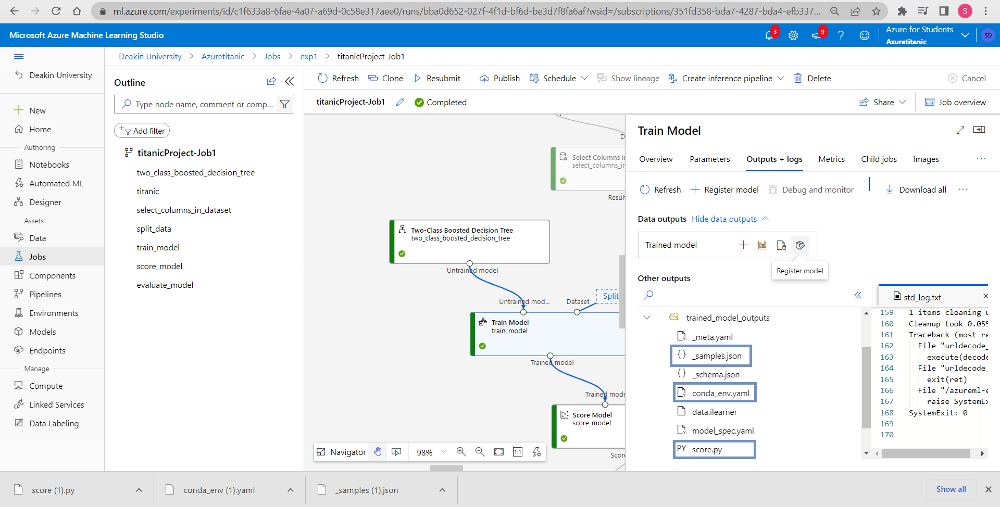 ml.azure.com/experiments/id/c1f633a8-6fae-4a07-a69d-0c58e317aee0/runs/bba0d652-027f-4f1d-bf6d-be3d7f8fa6af?wsid=/subscriptions/351fd358-bda7-4287-bda4-efb337...
S
Microsoft Azure Machine Learning Studio
3
9
?
Azure for Students
Azuretitanic
SD
Deakin University > Azuretitanic > Jobs > exp1 > titanicProject-Job1
Deakin University
New
Home
Authoring
Notebooks
Automated ML
Designer
Assets
Data
Jobs
Components
Pipelines
Environments
Models
Endpoints
Manage
Compute
Linked Services
Data Labeling
Outline
Type node name, comment or comp...
Add filter
titanicProject-Job1
two_class_boosted_decision_tree
titanic
select_columns_in_dataset
split_data
train_model
score_model
evaluate_model
Refresh Clone Resubmit Publish Schedule Show lineage Create inference pipeline Delete Cancel
titanicProject-Job1 Completed Share Job overview
D
Select Columns in
select_columns_in
Result
Two-Class Boosted Decision Tree
two_class_boosted_decision_tree
Untrained model
Split
Untrained mod... Dataset
Train Model
train_model
Trained model
Trained mode
Score Model
score_model
Score
Navigator 98% 1:1
Train Model
Overview Parameters Outputs + logs Metrics Child jobs Images ...
Refresh Register model Debug and monitor Download all ...
Data outputs Hide data outputs
Trained model
Register model
Other outputs
trained_model_outputs
_meta.yaml
{} _samples.json
{} _schema.json
conda_env.yaml
data.ilearner
model_spec.yaml
PY score.py
std_log.txt
159 1 items cleaning u
160 Cleanup took 0.055
161 Traceback (most re
162 File "urldecode_
163 execute(decode
164 File "urldecode_
165 exit(ret)
166 File "/azureml-e
167 raise SystemEx
168 SystemExit: 0
169
170
score (1).py
conda_env (1).yaml
_samples (1).json
Show all